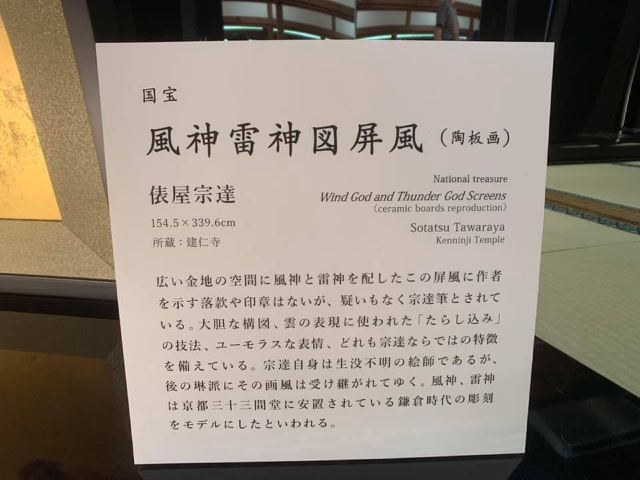 国宝
風神雷神図屏風（陶板画）
National treasure
俵屋宗達
Wind God and Thunder God Screens
(ceramic boards reproduction)
154.5×339.6cm
Sotatsu Tawaraya
所蔵：建仁寺
Kenninji Temple
広い金地の空間に風神と雷神を配したこの屏風に作者
を示す落款や印章はないが、疑いもなく宗達筆とされて
いる。大胆な構図、雲の表現に使われた「たらし込み」
の技法、ユーモラスな表情、どれも宗達ならではの特徴
を備えている。宗達自身は生没不明の絵師であるが、
後の琳派にその画風は受け継がれてゆく。風神、雷神
は京都三十三間堂に安置されている鎌倉時代の彫刻
をモデルにしたといわれる。